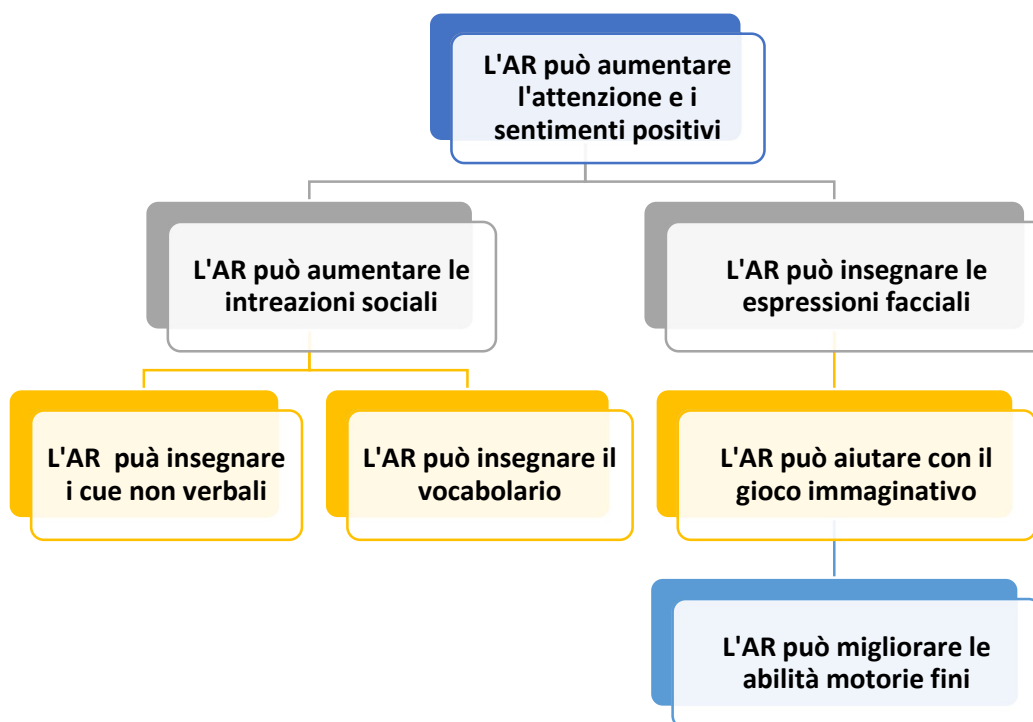 L'AR può aumentare
l'attenzione e i
sentimenti positivi
L'AR può aumentare le
intreazioni sociali
L'AR può insegnare le
espressioni facciali
L'AR puà insegnare
i cue non verbali
L'AR può insegnare il
vocabolario
L'AR può aiutare con il
gioco immaginativo
L'AR può migliorare le
abilità motorie fini